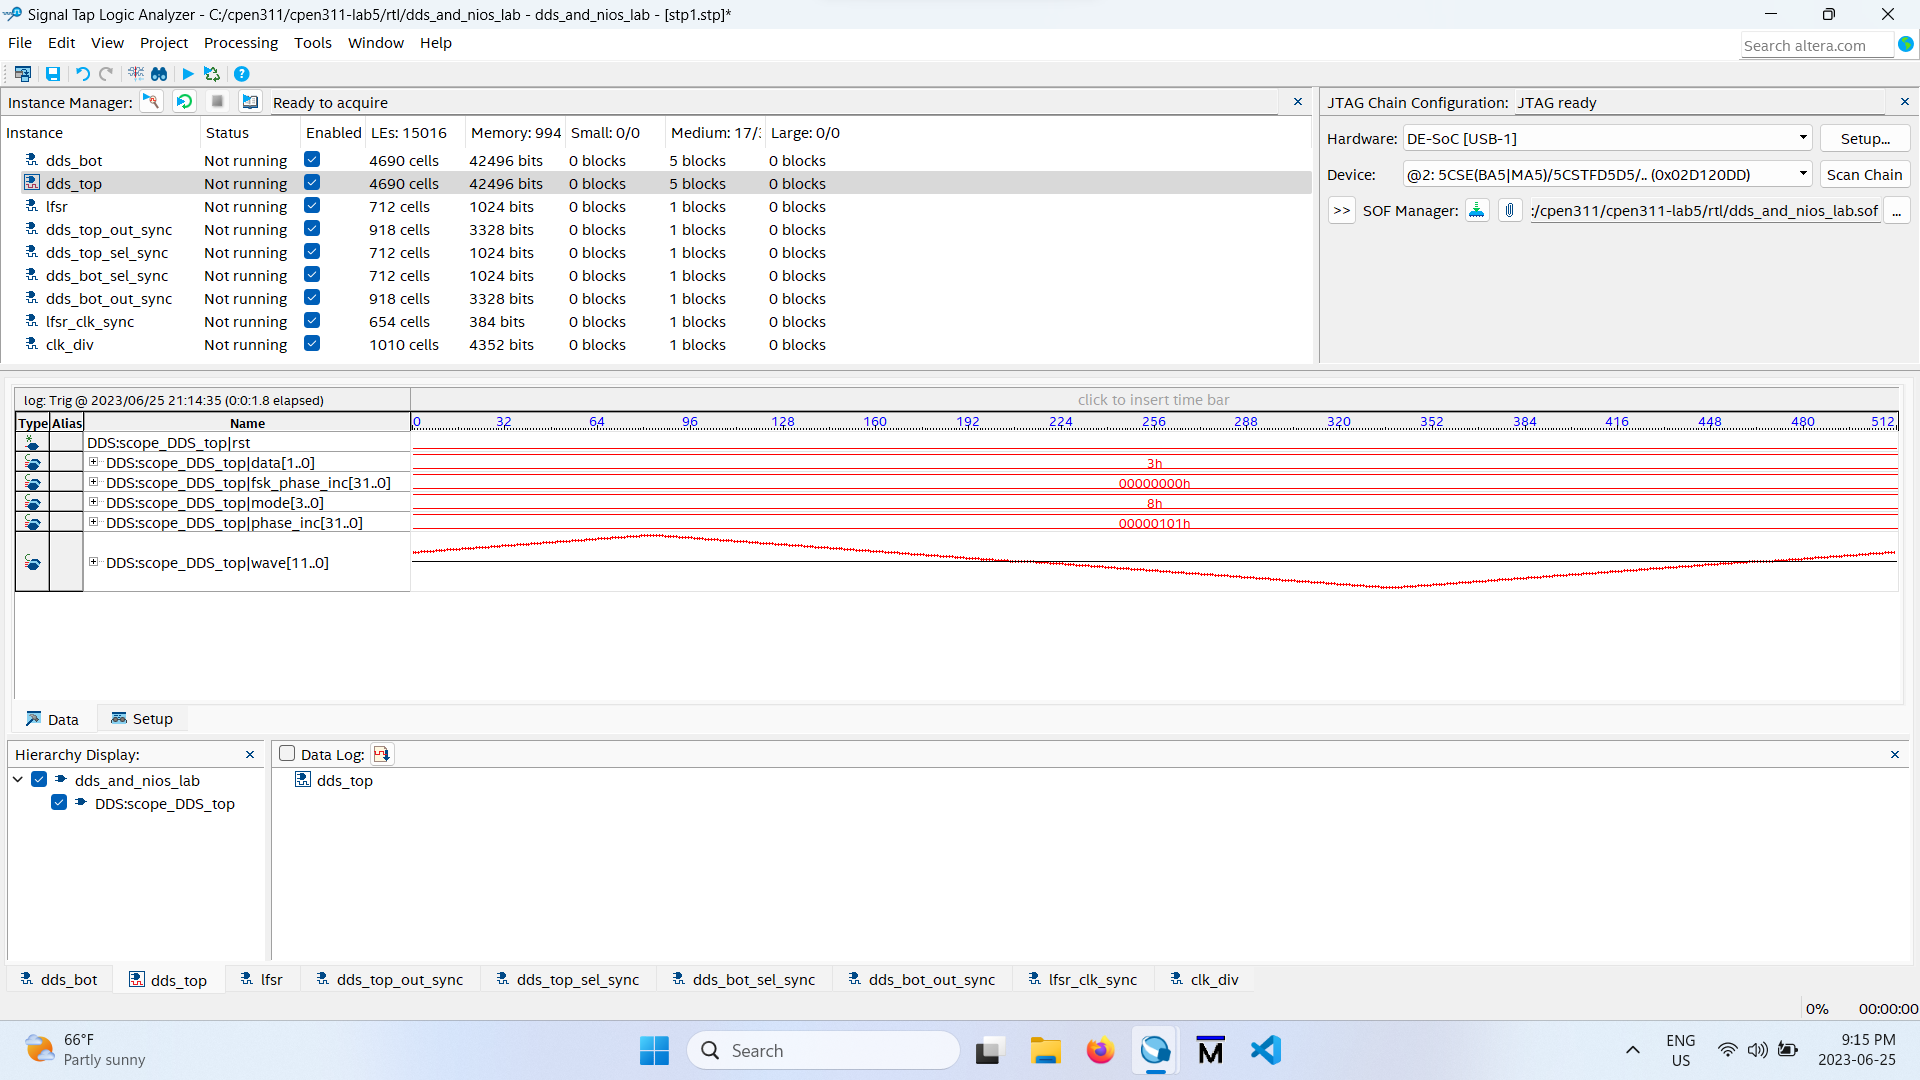 Signal Tap Logic Analyzer - C:/cpen311/cpen311-lab5/rtl/dds_and_nios_lab - dds_and_nios_lab - [stp1.stp]*
File Edit View Project Processing Tools Window Help
Search altera.com
Instance Manager: Ready to acquire
Instance Status Enabled LEs: 15016 Memory: 994 Small: 0/0 Medium: 17/ Large: 0/0
dds_bot Not running 4690 cells 42496 bits 0 blocks 5 blocks 0 blocks
dds_top Not running 4690 cells 42496 bits 0 blocks 5 blocks 0 blocks
lfsr Not running 712 cells 1024 bits 0 blocks 1 blocks 0 blocks
dds_top_out_sync Not running 918 cells 3328 bits 0 blocks 1 blocks 0 blocks
dds_top_sel_sync Not running 712 cells 1024 bits 0 blocks 1 blocks 0 blocks
dds_bot_sel_sync Not running 712 cells 1024 bits 0 blocks 1 blocks 0 blocks
dds_bot_out_sync Not running 918 cells 3328 bits 0 blocks 1 blocks 0 blocks
lfsr_clk_sync Not running 654 cells 384 bits 0 blocks 1 blocks 0 blocks
clk_div Not running 1010 cells 4352 bits 0 blocks 1 blocks 0 blocks
JTAG Chain Configuration: JTAG ready
Hardware: DE-SoC [USB-1] Setup...
Device: @2: 5CSE(BA5|MA5)/5CSTFD5D5/.. (0x02D120DD) Scan Chain
>> SOF Manager: :/cpen311/cpen311-lab5/rtl/dds_and_nios_lab.sof ...
log: Trig @ 2023/06/25 21:14:35 (0:0:1.8 elapsed) click to insert time bar
Type Alias Name 0 32 64 96 128 160 192 224 256 288 320 352 384 416 448 480 512
DDS:scope_DDS_top|rst
DDS:scope_DDS_top|data[1..0] 3h
DDS:scope_DDS_top|fsk_phase_inc[31..0] 00000000h
DDS:scope_DDS_top|mode[3..0] 8h
DDS:scope_DDS_top|phase_inc[31..0] 00000101h
DDS:scope_DDS_top|wave[11..0]
Data Setup
Hierarchy Display:
dds_and_nios_lab
DDS:scope_DDS_top
Data Log:
dds_top
dds_bot dds_top lfsr dds_top_out_sync dds_top_sel_sync dds_bot_sel_sync dds_bot_out_sync lfsr_clk_sync clk_div
0% 00:00:00
66°F
Partly sunny
Search
ENG
US
9:15 PM
2023-06-25